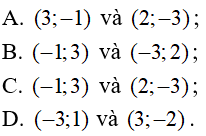 A. (3;−1) và (2;−3);
B. (−1;3) và (−3;2);
C. (−1;3) và (2;−3);
D. (−3;1) và (3;−2).